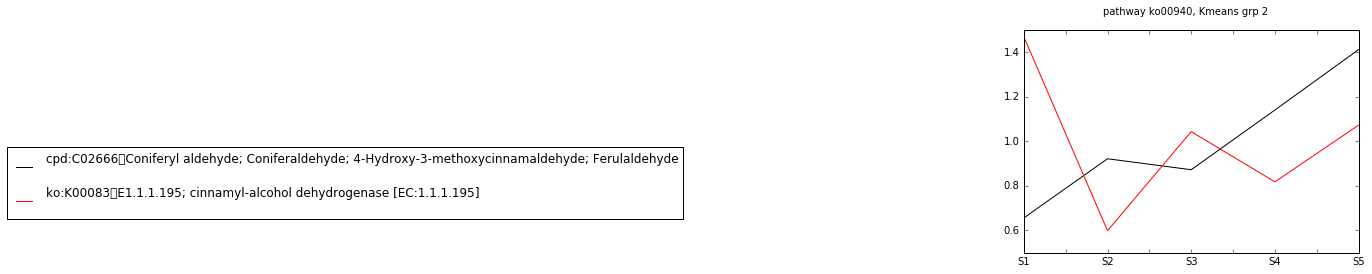 pathway ko00940, Kmeans grp 2
cpd:C02666▯Coniferyl aldehyde; Coniferaldehyde; 4-Hydroxy-3-methoxycinnamaldehyde; Ferulaldehyde
ko:K00083▯E1.1.1.195; cinnamyl-alcohol dehydrogenase [EC:1.1.1.195]
1.4
1.2
1.0
0.8
0.6
S1 S2 S3 S4 S5